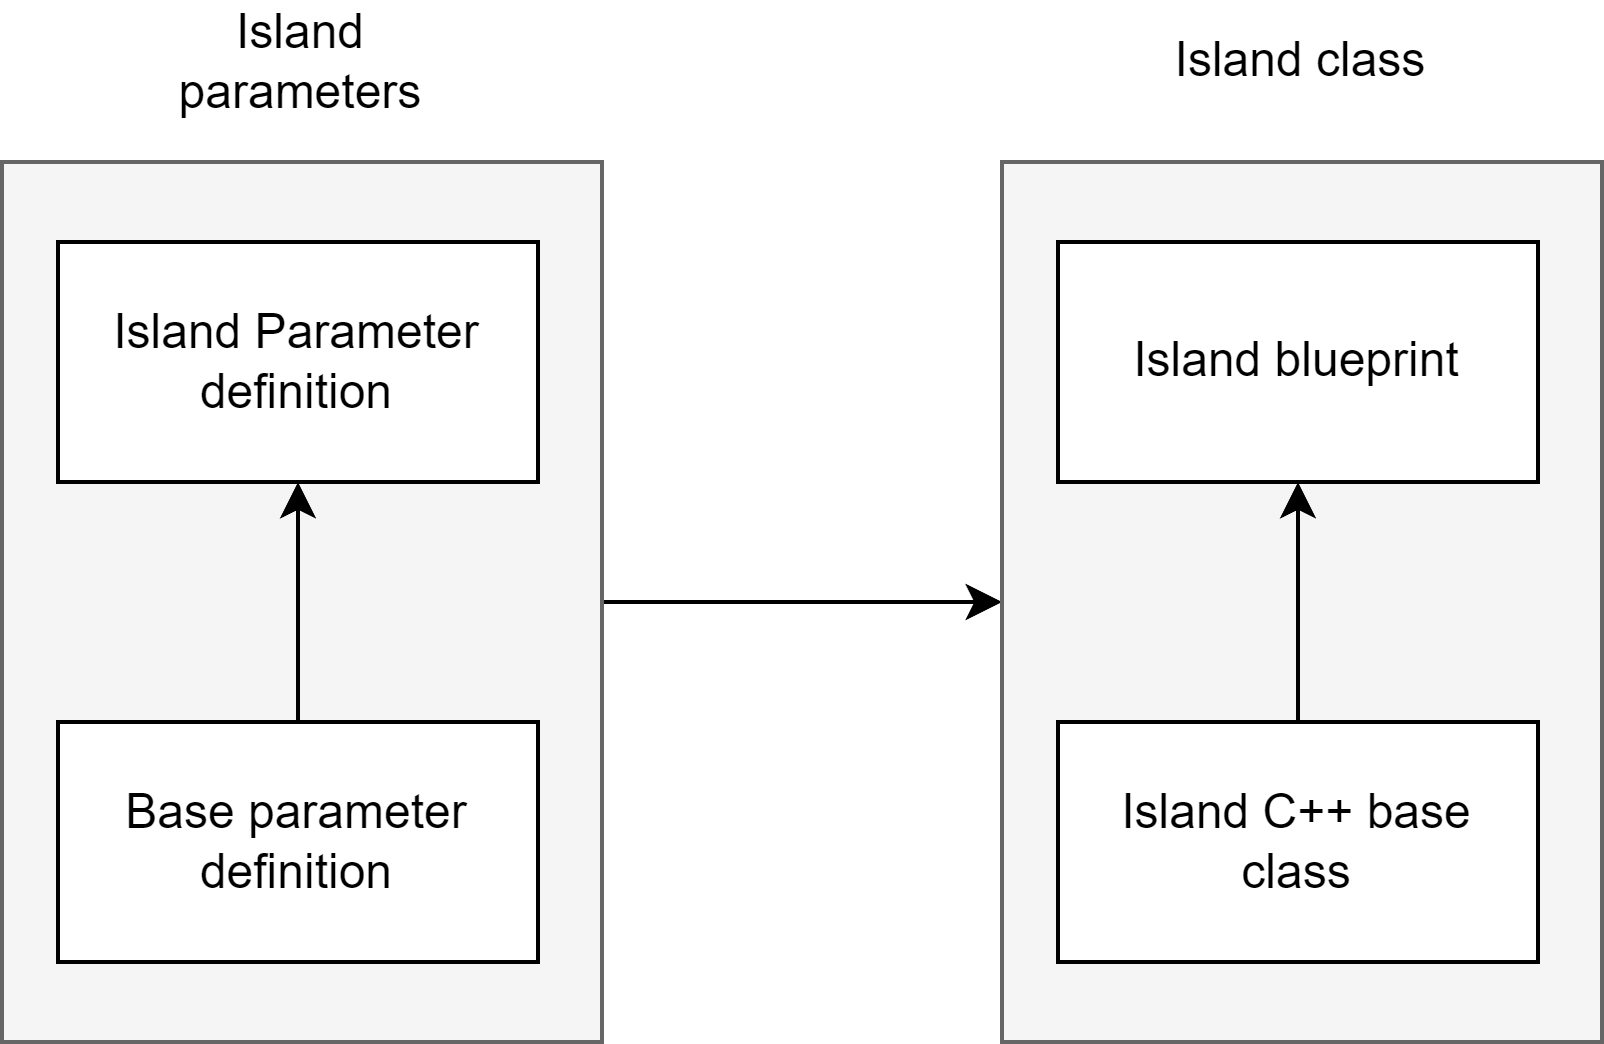 Island
parameters
Island class
Island Parameter
definition
Island blueprint
Base parameter
definition
Island C++ base
class